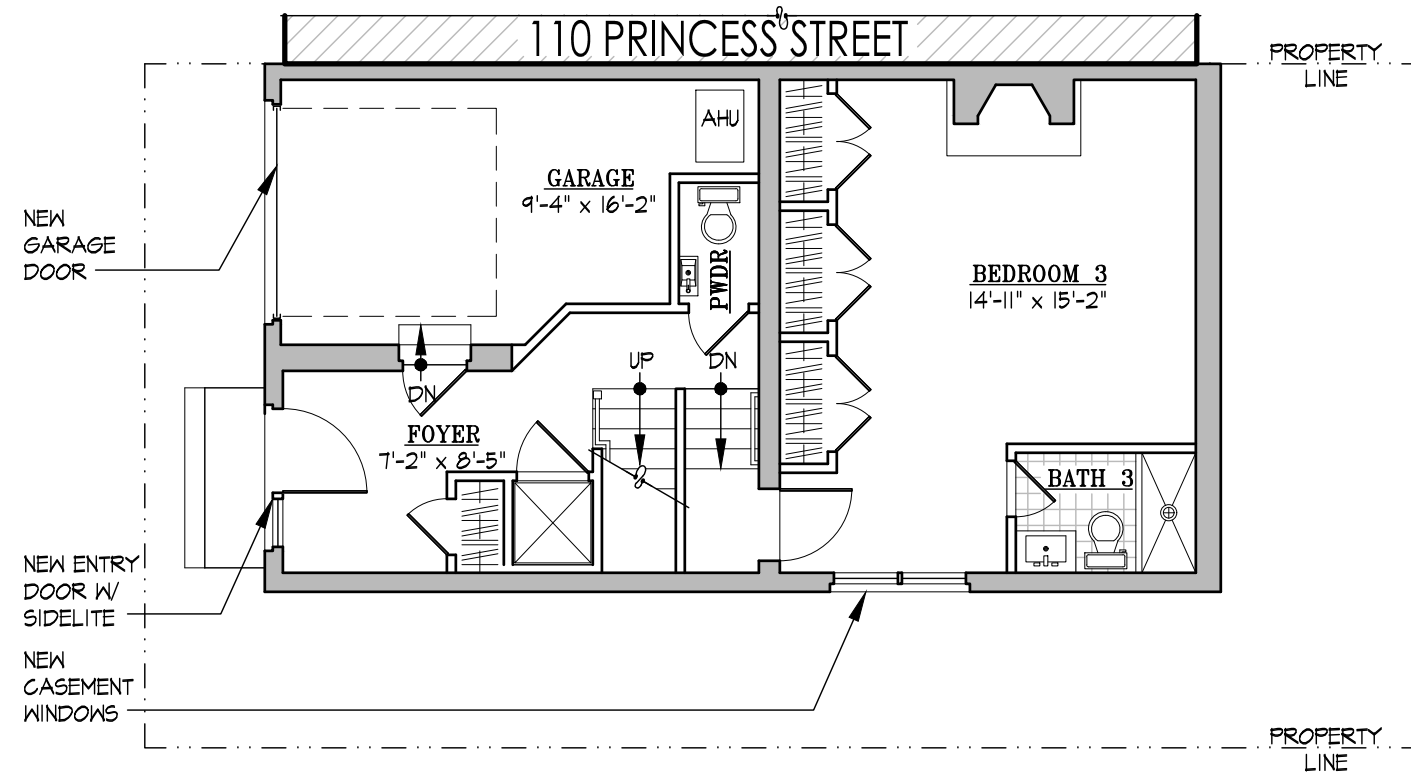 110 PRINCESS STREET
PROPERTY
LINE
AHU
GARAGE
9'-4" x 16'-2"
NEW
GARAGE
DOOR
PWDR
BEDROOM 3
14'-11" x 15'-2"
UP
DN
DN
FOYER
7'-2" x 8'-5"
BATH 3
NEW ENTRY
DOOR W/
SIDELITE
NEW
CASEMENT
WINDOWS
PROPERTY
LINE